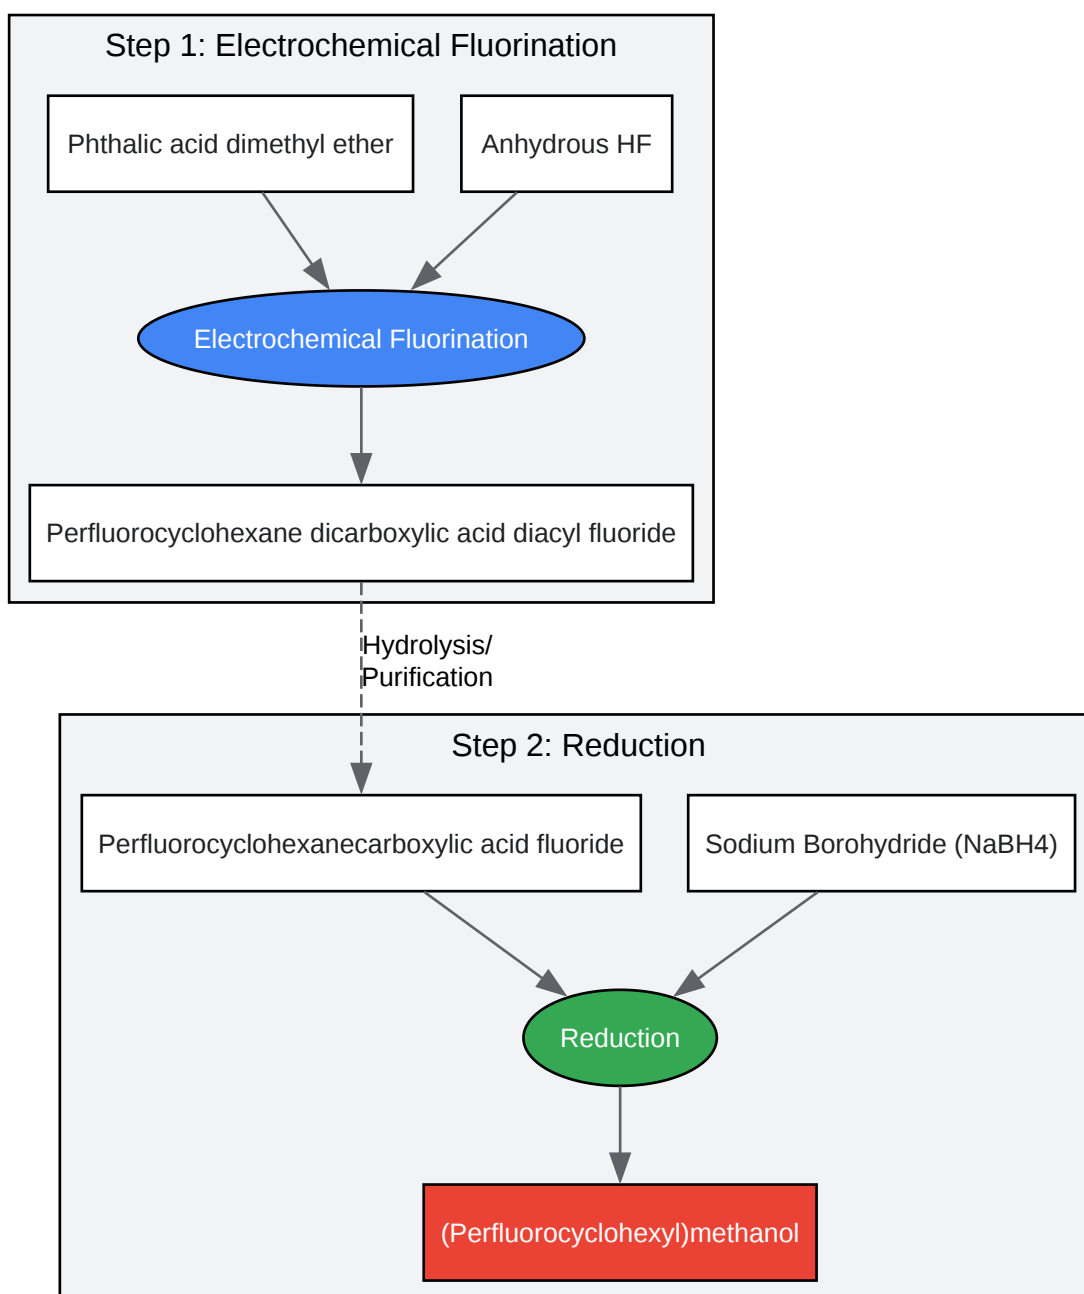 Step 1: Electrochemical Fluorination
Phthalic acid dimethyl ether
Anhydrous HF
Electrochemical Fluorination
Perfluorocyclohexane dicarboxylic acid diacyl fluoride
Hydrolysis/
Purification
Step 2: Reduction
Perfluorocyclohexanecarboxylic acid fluoride
Sodium Borohydride (NaBH4)
Reduction
(Perfluorocyclohexyl)methanol